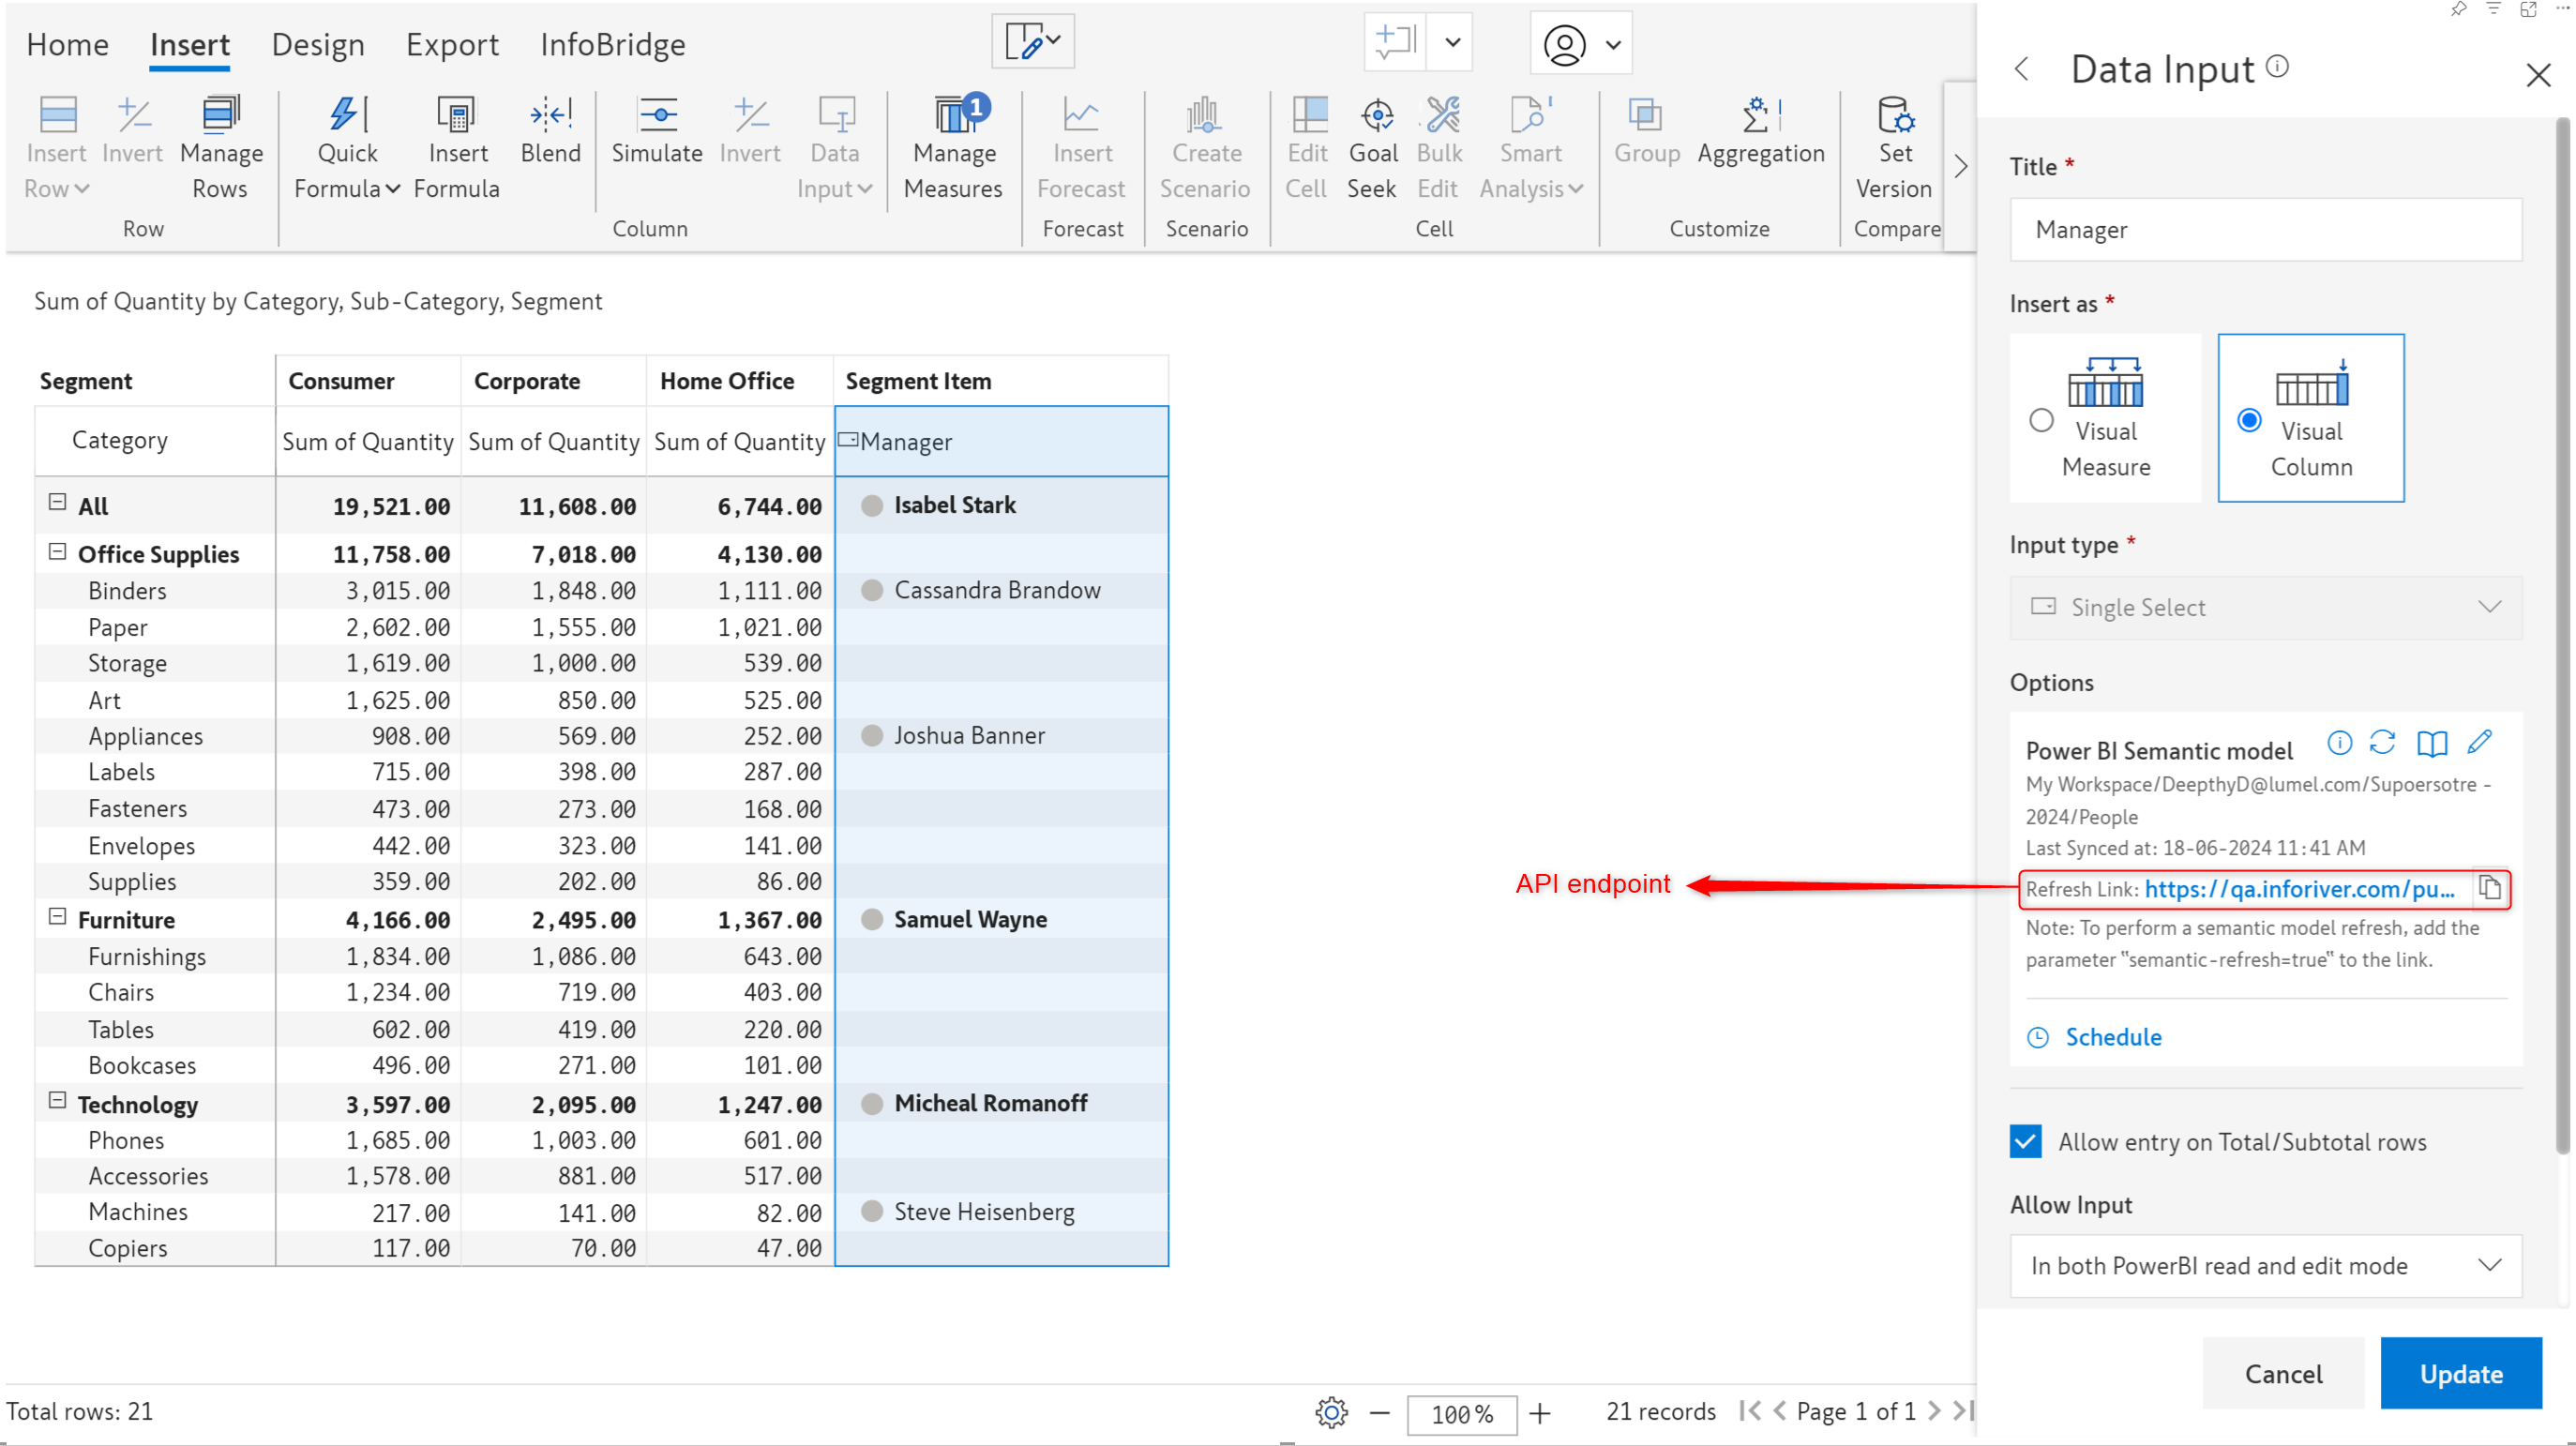 Home Insert Design Export InfoBridge
Insert Row
Invert
Manage Rows
Row
Quick Formula
Insert Formula
Blend
Simulate
Invert
Data Input
Column
1
Manage Measures
Insert Forecast
Forecast
Create Scenario
Scenario
Edit Cell
Goal Seek
Bulk Edit
Smart Analysis
Cell
Group
Aggregation
Customize
Set Version
Compare
Sum of Quantity by Category, Sub-Category, Segment
Segment Consumer Corporate Home Office Segment Item
Category Sum of Quantity Sum of Quantity Sum of Quantity Manager
All 19,521.00 11,608.00 6,744.00 Isabel Stark
Office Supplies 11,758.00 7,018.00 4,130.00
Binders 3,015.00 1,848.00 1,111.00 Cassandra Brandow
Paper 2,602.00 1,555.00 1,021.00
Storage 1,619.00 1,000.00 539.00
Art 1,625.00 850.00 525.00
Appliances 908.00 569.00 252.00 Joshua Banner
Labels 715.00 398.00 287.00
Fasteners 473.00 273.00 168.00
Envelopes 442.00 323.00 141.00
Supplies 359.00 202.00 86.00
Furniture 4,166.00 2,495.00 1,367.00 Samuel Wayne
Furnishings 1,834.00 1,086.00 643.00
Chairs 1,234.00 719.00 403.00
Tables 602.00 419.00 220.00
Bookcases 496.00 271.00 101.00
Technology 3,597.00 2,095.00 1,247.00 Micheal Romanoff
Phones 1,685.00 1,003.00 601.00
Accessories 1,578.00 881.00 517.00
Machines 217.00 141.00 82.00 Steve Heisenberg
Copiers 117.00 70.00 47.00
API endpoint
Total rows: 21
100%
21 records
Page 1 of 1
Data Input
Title *
Manager
Insert as *
Visual
Measure
Visual
Column
Input type *
Single Select
Options
Power BI Semantic model
My Workspace/DeepthyD@lumel.com/Supoersotre -
2024/People
Last Synced at: 18-06-2024 11:41 AM
Refresh Link: https://qa.inforiver.com/pu...
Note: To perform a semantic model refresh, add the
parameter "semantic-refresh=true" to the link.
Schedule
Allow entry on Total/Subtotal rows
Allow Input
In both PowerBI read and edit mode
Cancel
Update